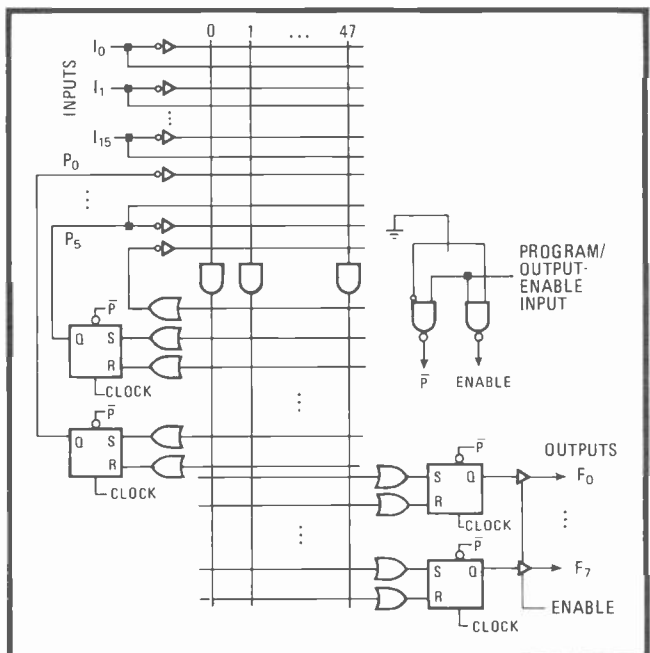 0 1 ... 47
I0
I1
⋮
I15
INPUTS
P0
⋮
P5
PROGRAM/
OUTPUT-
ENABLE
INPUT
P̅ ENABLE
P̅
Q S
R
CLOCK
⋮
P̅
Q S
R
CLOCK
OUTPUTS
P̅
S Q F0
R
CLOCK
⋮
⋮
P̅
S Q F7
R
ENABLE
CLOCK